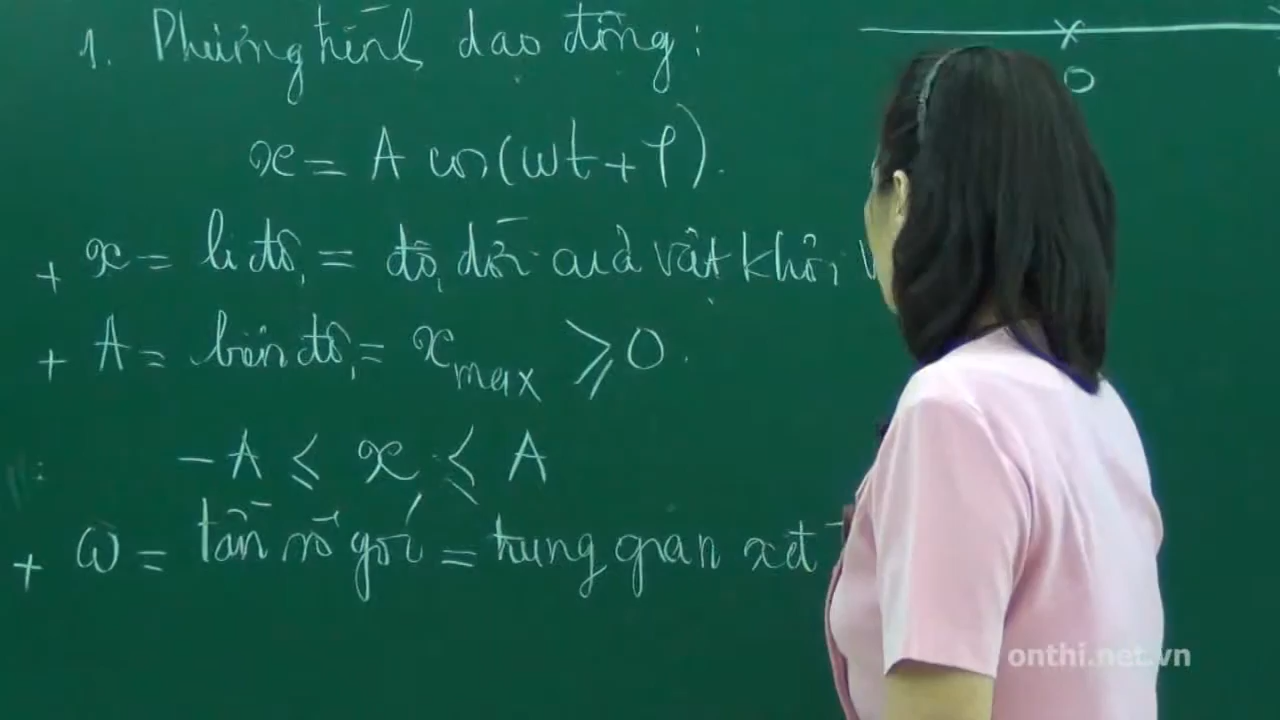 1. Phương trình dao động:
O
x = A cos(ωt + φ).
+ x = li độ = độ dời của vật khỏi
+ A = biên độ = x_max ⩾ 0.
-A ⩽ x ⩽ A
+ ω = tần số góc = trung gian xét
onthi.net.vn